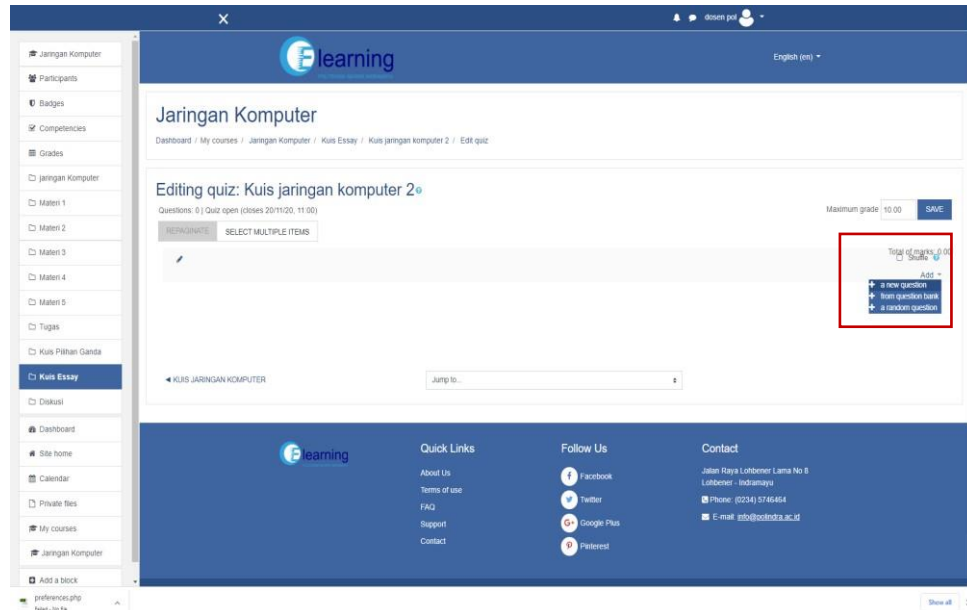 dosen pol
Jaringan Komputer
Participants
Badges
Competencies
Grades
jaringan Komputer
Materi 1
Materi 2
Materi 3
Materi 4
Materi 5
Tugas
Kuis Pilihan Ganda
Kuis Essay
Diskusi
Dashboard
Site home
Calendar
Private files
My courses
Jaringan Komputer
Add a block
Elearning
English (en)
Jaringan Komputer
Dashboard / My courses / Jaringan Komputer / Kuis Essay / Kuis jaringan komputer 2 / Edit quiz
Editing quiz: Kuis jaringan komputer 2
Questions: 0 | Quiz open (closes 20/11/20, 11:00)
Maximum grade 10.00 SAVE
REPAGINATE SELECT MULTIPLE ITEMS
Total of marks: 0.00
Shuffle
Add
a new question
from question bank
a random question
KUIS JARINGAN KOMPUTER
Jump to...
Elearning
Quick Links
About Us
Terms of use
FAQ
Support
Contact
Follow Us
Facebook
Twitter
Google Plus
Pinterest
Contact
Jalan Raya Lohbener Lama No 8
Lohbener - Indramayu
Phone: (0234) 5746464
E-mail: info@polindra.ac.id
preferences.php
Show all